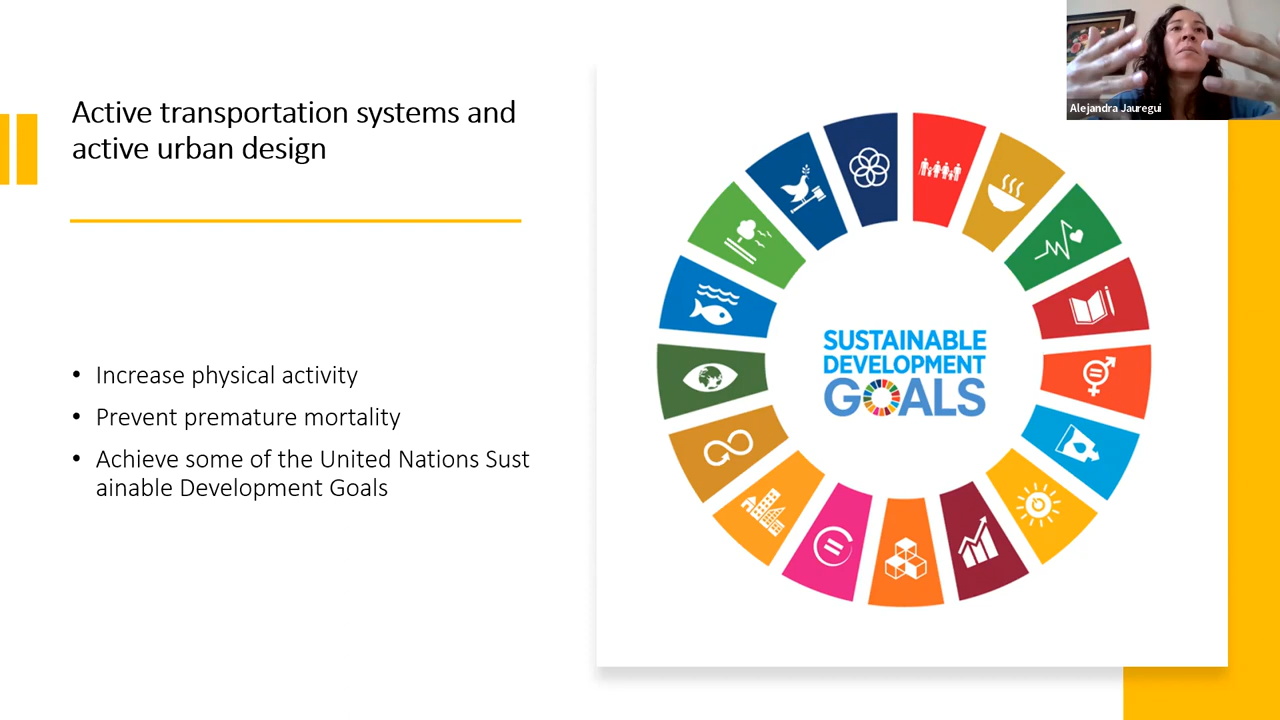 Active transportation systems and
active urban design
• Increase physical activity
• Prevent premature mortality
• Achieve some of the United Nations Sust
ainable Development Goals
SUSTAINABLE
DEVELOPMENT
GOALS
Alejandra Jauregui